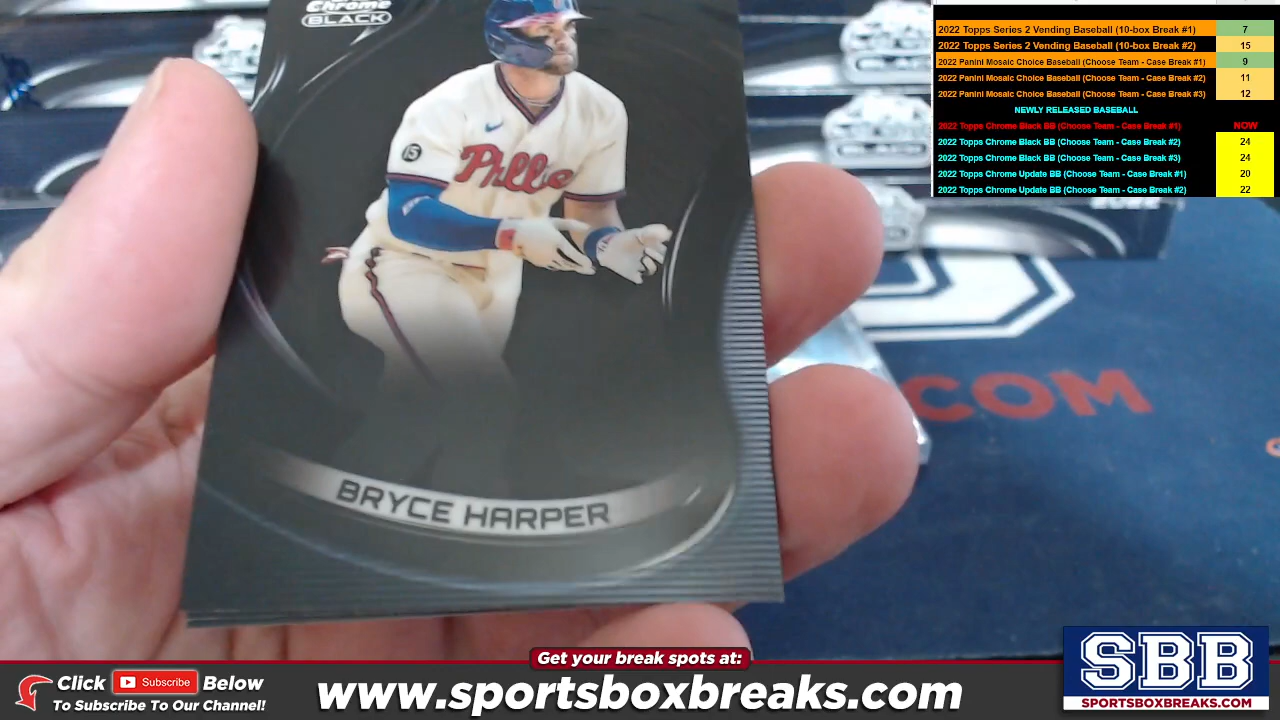 Chrome
BLACK
15
Phillies
BRYCE HARPER
BLACK
COM
2022 Topps Series 2 Vending Baseball (10-box Break #1) 7
2022 Topps Series 2 Vending Baseball (10-box Break #2) 15
2022 Panini Mosaic Choice Baseball (Choose Team - Case Break #1) 9
2022 Panini Mosaic Choice Baseball (Choose Team - Case Break #2) 11
2022 Panini Mosaic Choice Baseball (Choose Team - Case Break #3) 12
NEWLY RELEASED BASEBALL
2022 Topps Chrome Black BB (Choose Team - Case Break #1) NOW
2022 Topps Chrome Black BB (Choose Team - Case Break #2) 24
2022 Topps Chrome Black BB (Choose Team - Case Break #3) 24
2022 Topps Chrome Update BB (Choose Team - Case Break #1) 20
2022 Topps Chrome Update BB (Choose Team - Case Break #2) 22
Get your break spots at:
Click Subscribe Below
To Subscribe To Our Channel!
www.sportsboxbreaks.com
SBB
SPORTSBOXBREAKS.COM